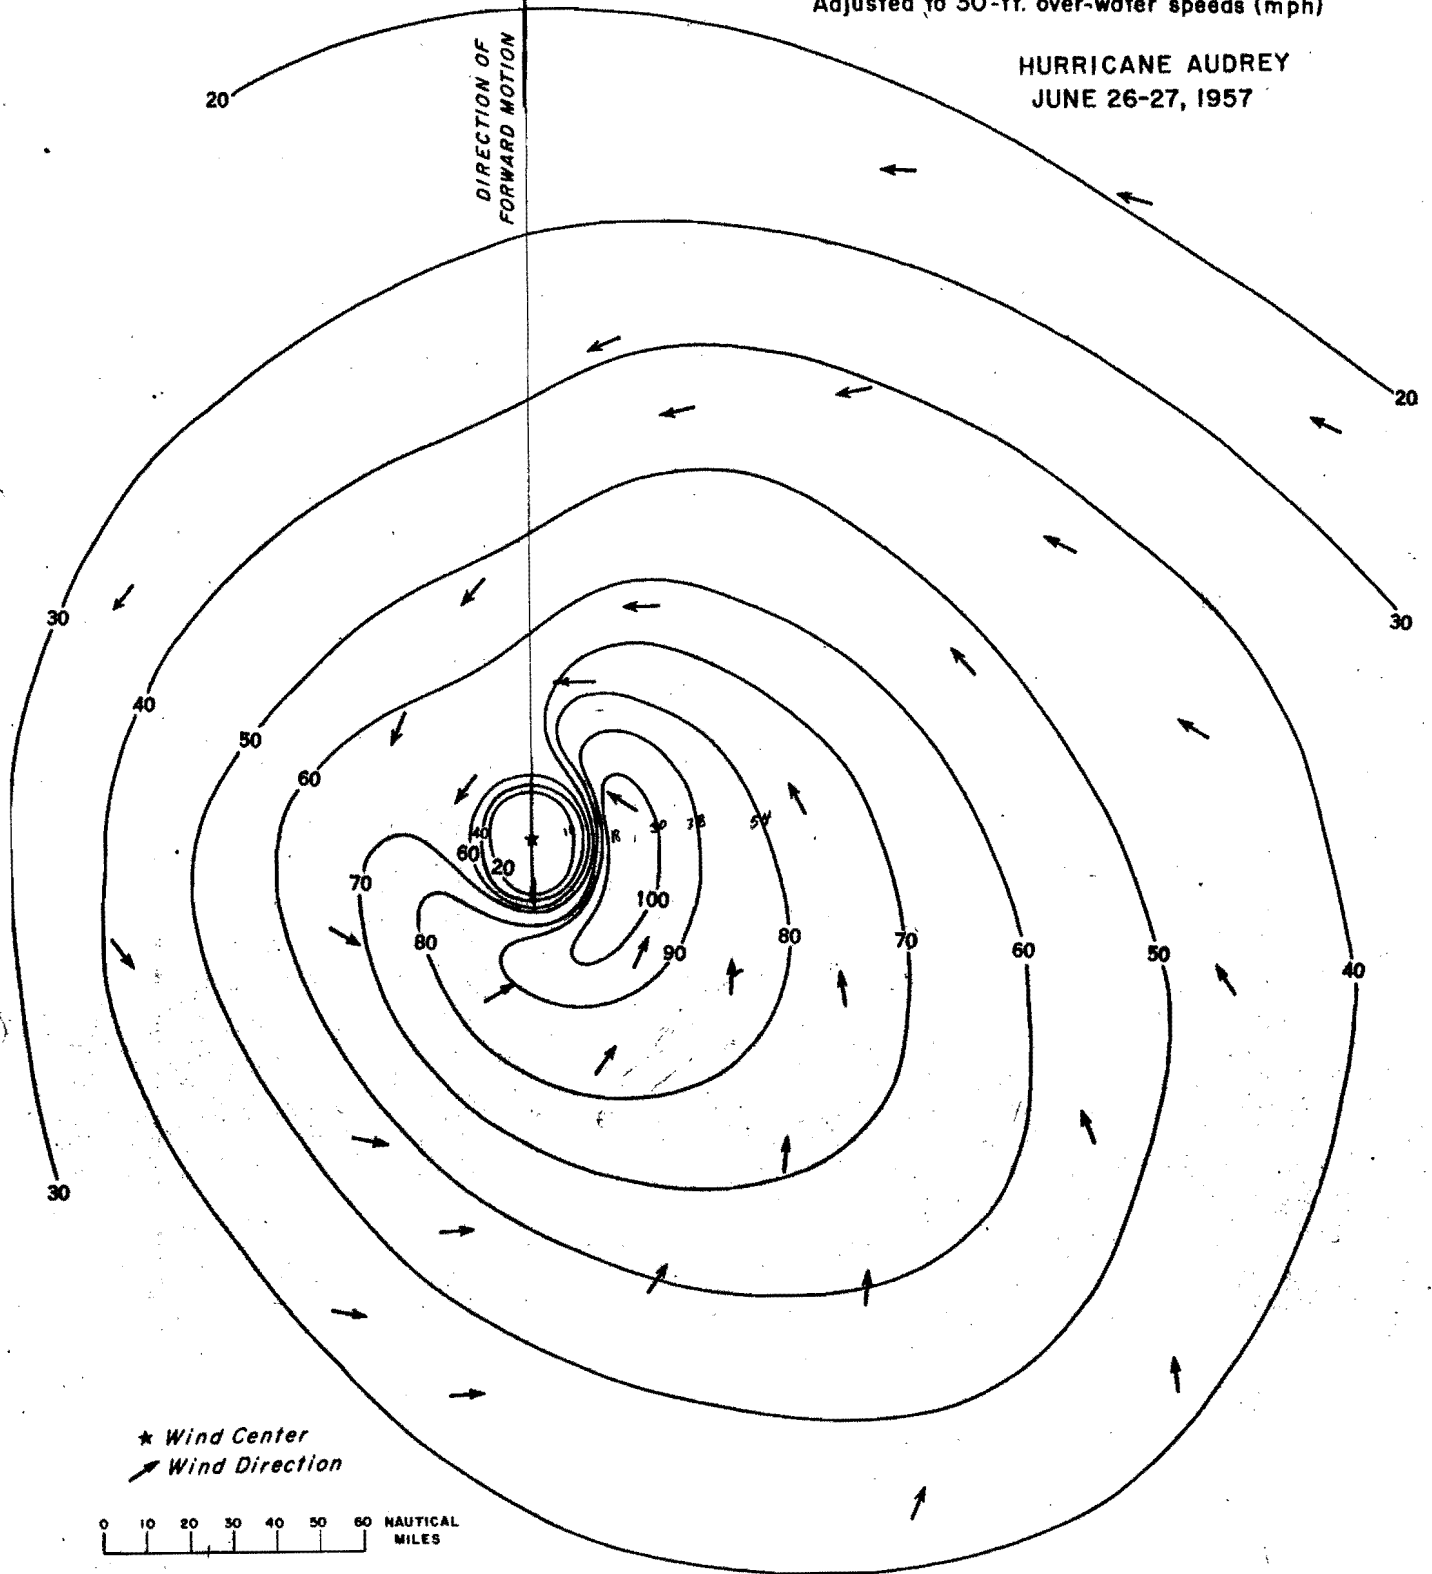 Adjusted to 30-ft. over-water speeds (mph)
HURRICANE AUDREY
JUNE 26-27, 1957
DIRECTION OF
FORWARD MOTION
20
20
30
30
40
50
60
40
60
20
70
80
100
90
80
70
60
50
40
30
★ Wind Center
Wind Direction
0 10 20 30 40 50 60 NAUTICAL
MILES